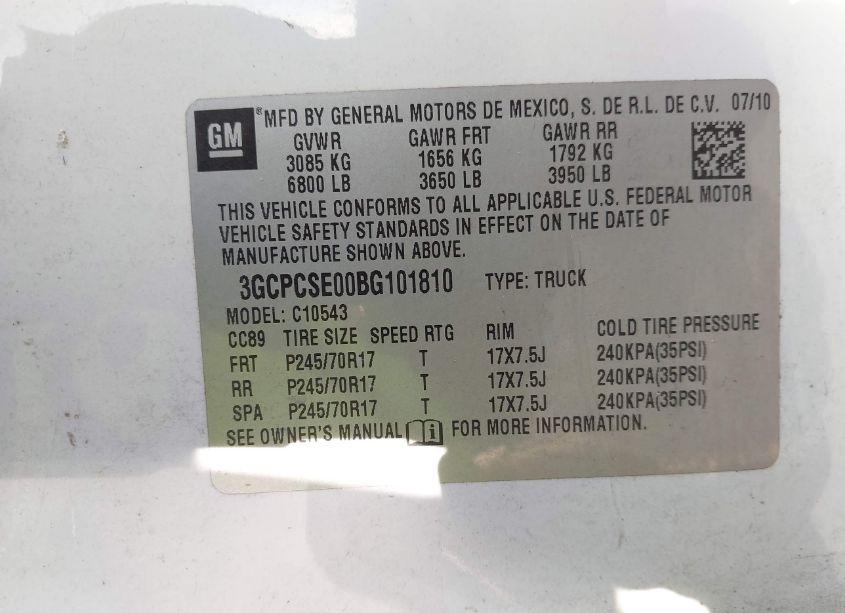 GM ® MFD BY GENERAL MOTORS DE MEXICO, S. DE R.L. DE C.V. 07/10
GVWR GAWR FRT GAWR RR
3085 KG 1656 KG 1792 KG
6800 LB 3650 LB 3950 LB
THIS VEHICLE CONFORMS TO ALL APPLICABLE U.S. FEDERAL MOTOR
VEHICLE SAFETY STANDARDS IN EFFECT ON THE DATE OF
MANUFACTURE SHOWN ABOVE.
3GCPCSE00BG101810 TYPE: TRUCK
MODEL: C10543
CC89 TIRE SIZE SPEED RTG RIM COLD TIRE PRESSURE
FRT P245/70R17 T 17X7.5J 240KPA(35PSI)
RR P245/70R17 T 17X7.5J 240KPA(35PSI)
SPA P245/70R17 T 17X7.5J 240KPA(35PSI)
SEE OWNER'S MANUAL i FOR MORE INFORMATION.